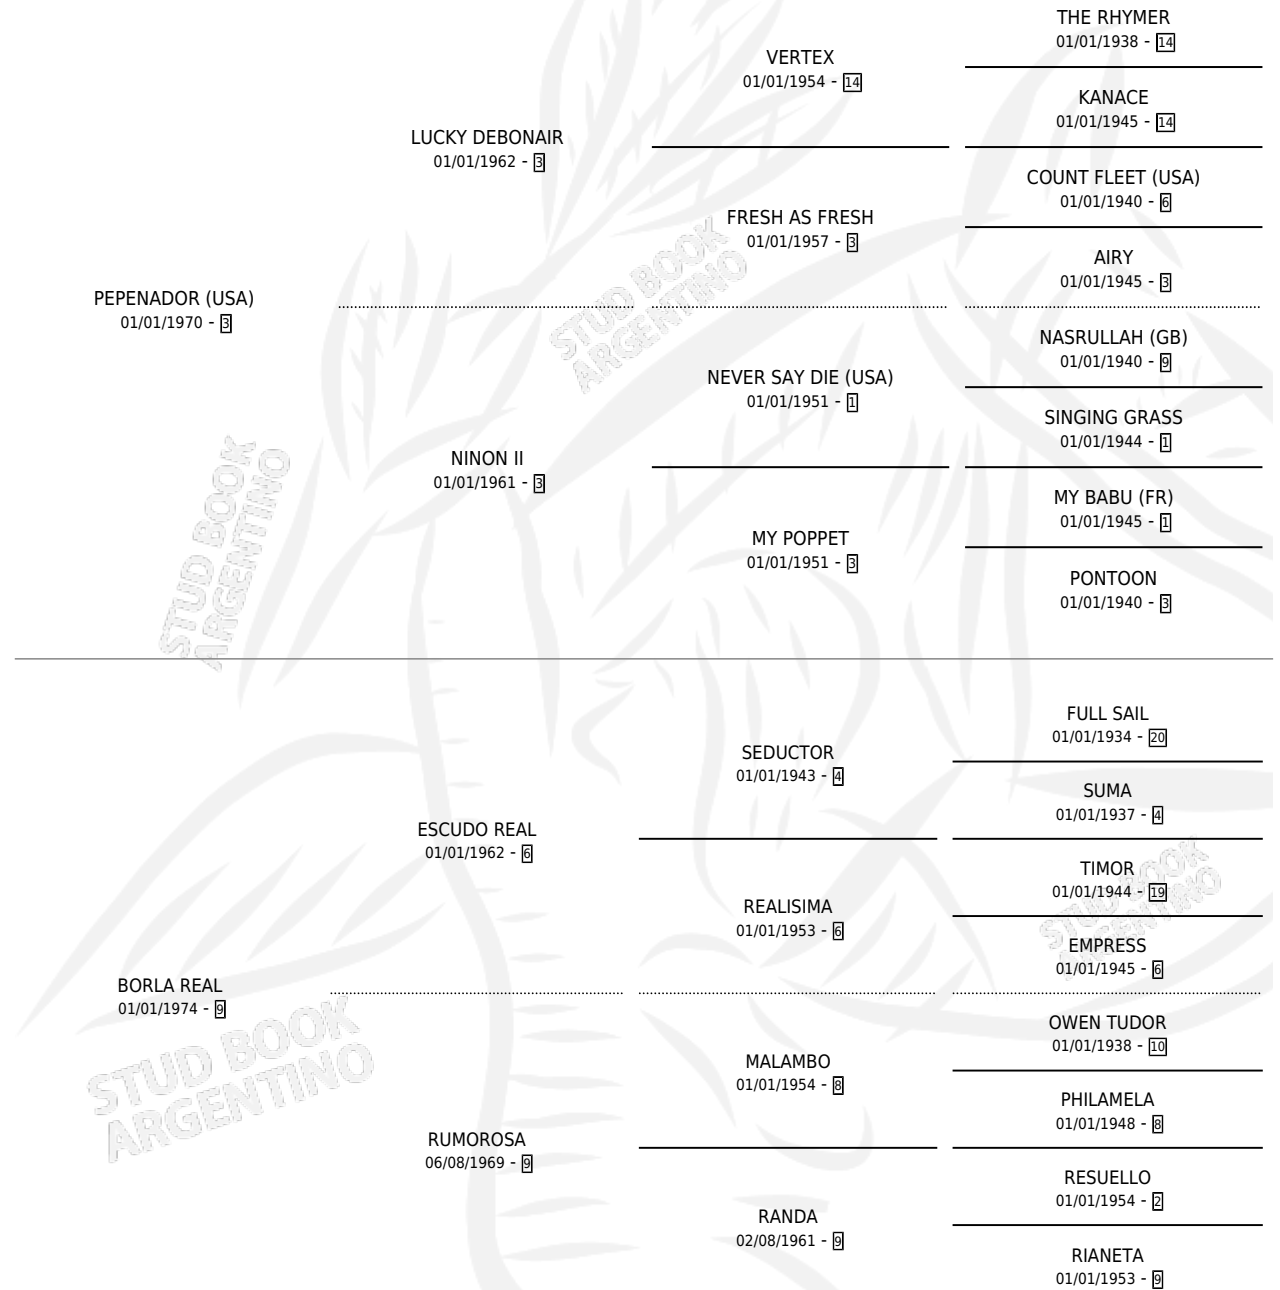 THE RHYMER
01/01/1938 - 14
VERTEX
01/01/1954 - 14
KANACE
01/01/1945 - 14
LUCKY DEBONAIR
01/01/1962 - 3
COUNT FLEET (USA)
01/01/1940 - 6
FRESH AS FRESH
01/01/1957 - 3
AIRY
01/01/1945 - 3
PEPENADOR (USA)
01/01/1970 - 3
NASRULLAH (GB)
01/01/1940 - 9
NEVER SAY DIE (USA)
01/01/1951 - 1
SINGING GRASS
01/01/1944 - 1
NINON II
01/01/1961 - 3
MY BABU (FR)
01/01/1945 - 1
MY POPPET
01/01/1951 - 3
PONTOON
01/01/1940 - 3
FULL SAIL
01/01/1934 - 20
SEDUCTOR
01/01/1943 - 4
SUMA
01/01/1937 - 4
ESCUDO REAL
01/01/1962 - 6
TIMOR
01/01/1944 - 19
REALISIMA
01/01/1953 - 6
EMPRESS
01/01/1945 - 6
BORLA REAL
01/01/1974 - 9
OWEN TUDOR
01/01/1938 - 10
MALAMBO
01/01/1954 - 8
PHILAMELA
01/01/1948 - 8
RUMOROSA
06/08/1969 - 9
RESUELLO
01/01/1954 - 2
RANDA
02/08/1961 - 9
RIANETA
01/01/1953 - 9
STUD BOOK
ARGENTINO
STUD BOOK
ARGENTINO
STUD BOOK
ARGENTINO
STUD BOOK
ARGENTINO